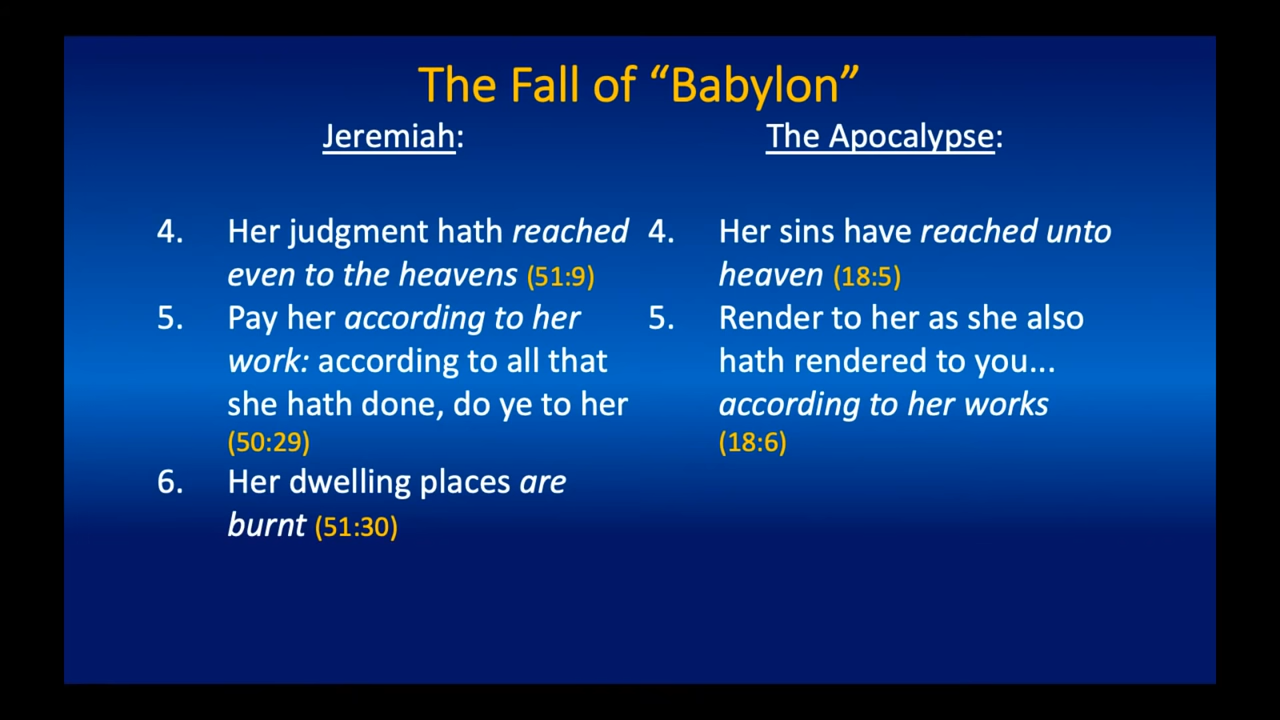 The Fall of “Babylon”
Jeremiah:
4. Her judgment hath reached
even to the heavens (51:9)
5. Pay her according to her
work: according to all that
she hath done, do ye to her
(50:29)
6. Her dwelling places are
burnt (51:30)
The Apocalypse:
4. Her sins have reached unto
heaven (18:5)
5. Render to her as she also
hath rendered to you...
according to her works
(18:6)